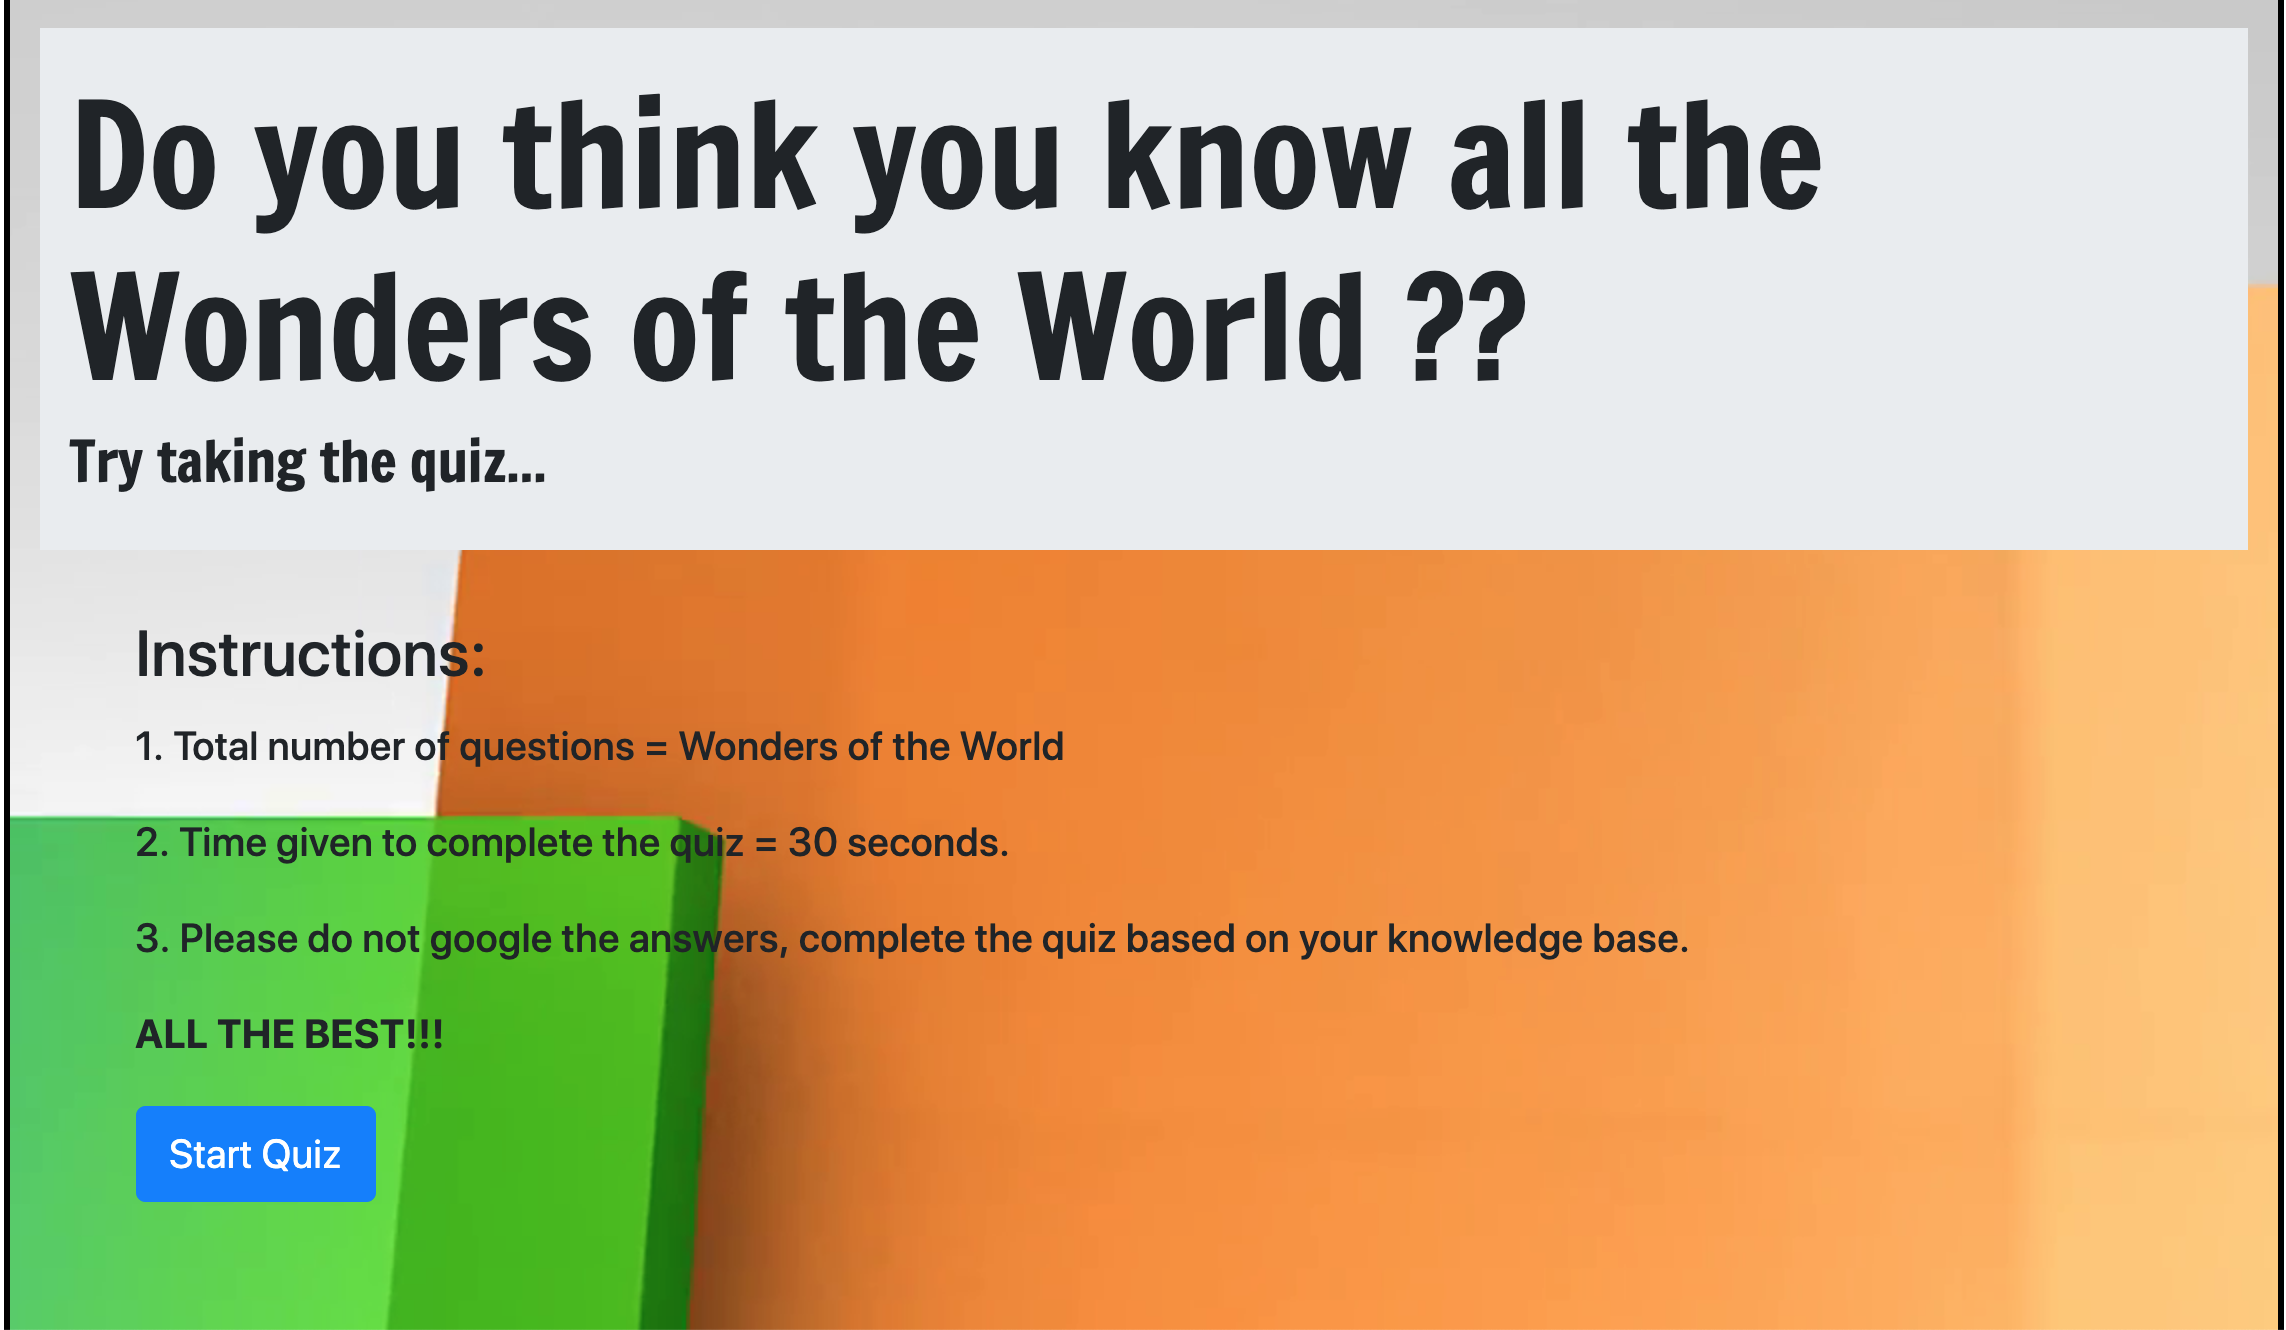 Do you think you know all the
Wonders of the World ??
Try taking the quiz...
Instructions:
1. Total number of questions = Wonders of the World
2. Time given to complete the quiz = 30 seconds.
3. Please do not google the answers, complete the quiz based on your knowledge base.
ALL THE BEST!!!
Start Quiz